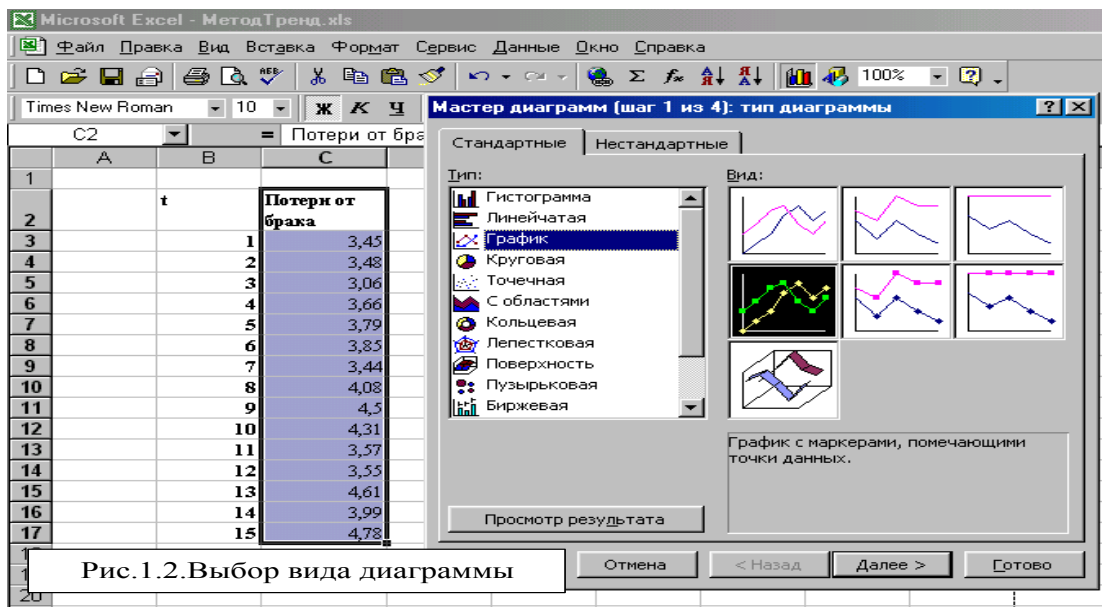 Microsoft Excel - МетодТренд.xls
Файл Правка Вид Вставка Формат Сервис Данные Окно Справка
100%
Times New Roman 10 Ж К Ч
C2 = Потери от бра
A B C
1
2 t Потери от
брака
3 1 3,45
4 2 3,48
5 3 3,06
6 4 3,66
7 5 3,79
8 6 3,85
9 7 3,44
10 8 4,08
11 9 4,5
12 10 4,31
13 11 3,57
14 12 3,55
15 13 4,61
16 14 3,99
17 15 4,78
20
Мастер диаграмм (шаг 1 из 4): тип диаграммы
Стандартные Нестандартные
Тип: Вид:
Гистограмма
Линейчатая
График
Круговая
Точечная
С областями
Кольцевая
Лепестковая
Поверхность
Пузырьковая
Биржевая
График с маркерами, помечающими
точки данных.
Просмотр результата
Отмена < Назад Далее > Готово
Рис.1.2.Выбор вида диаграммы